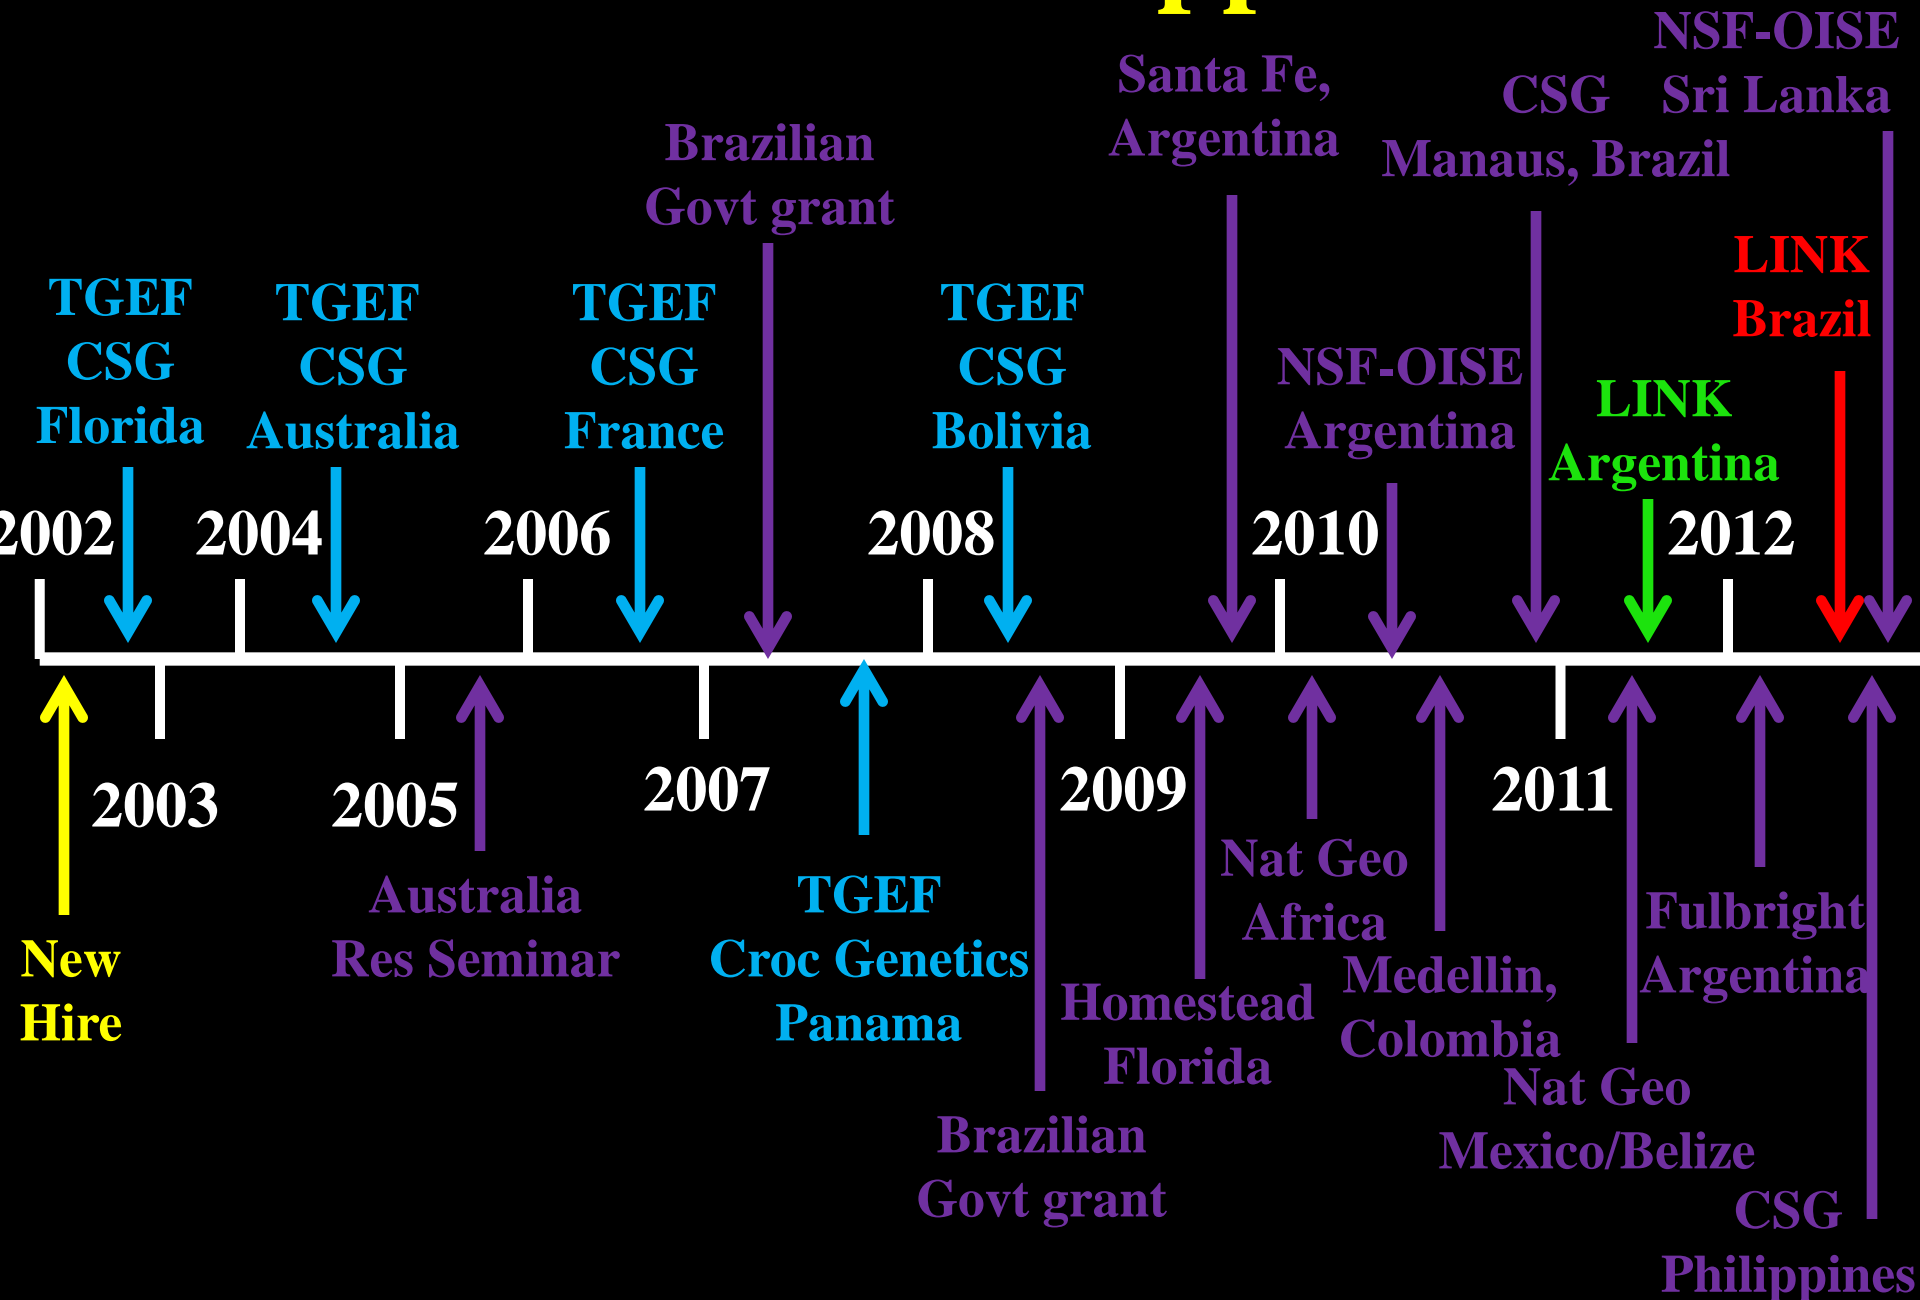 NSF-OISE
Sri Lanka
Santa Fe,
Argentina
CSG
Manaus, Brazil
Brazilian
Govt grant
LINK
Brazil
TGEF
CSG
Florida
TGEF
CSG
Australia
TGEF
CSG
France
TGEF
CSG
Bolivia
NSF-OISE
Argentina
LINK
Argentina
2002
2004
2006
2008
2010
2012
2003
2005
2007
2009
2011
New
Hire
Australia
Res Seminar
TGEF
Croc Genetics
Panama
Brazilian
Govt grant
Homestead
Florida
Nat Geo
Africa
Medellin,
Colombia
Nat Geo
Mexico/Belize
Fulbright
Argentina
CSG
Philippines